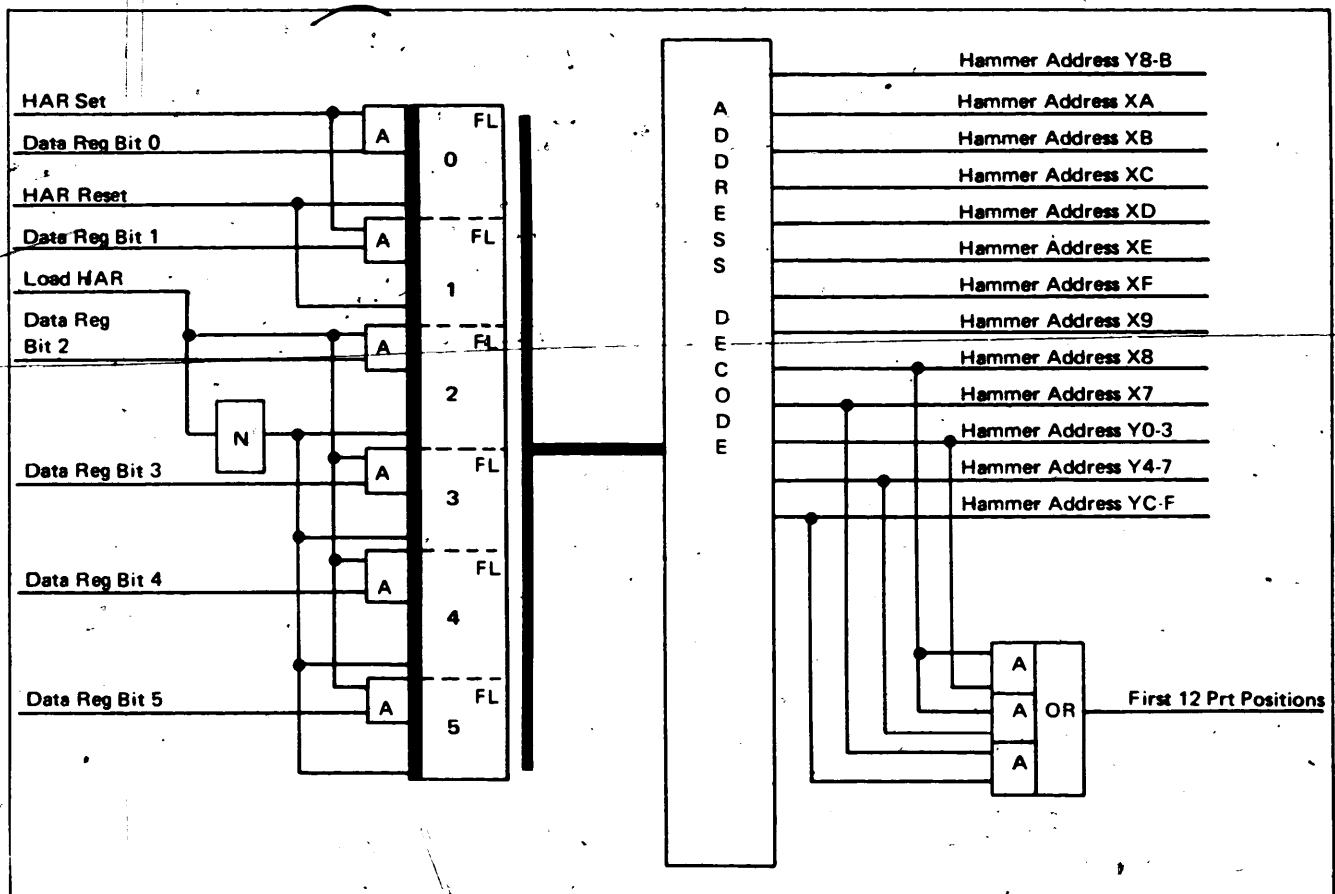 HAR Set
Data Reg Bit 0
HAR Reset
Data Reg Bit 1
Load HAR
Data Reg
Bit 2
N
Data Reg Bit 3
Data Reg Bit 4
Data Reg Bit 5
A
A
A
A
A
A
FL
0
FL
1
FL
2
FL
3
FL
4
FL
5
ADDRESS DECODE
Hammer Address Y8-B
Hammer Address XA
Hammer Address XB
Hammer Address XC
Hammer Address XD
Hammer Address XE
Hammer Address XF
Hammer Address X9
Hammer Address X8
Hammer Address X7
Hammer Address Y0-3
Hammer Address Y4-7
Hammer Address YC-F
A
A
A
OR
First 12 Prt Positions